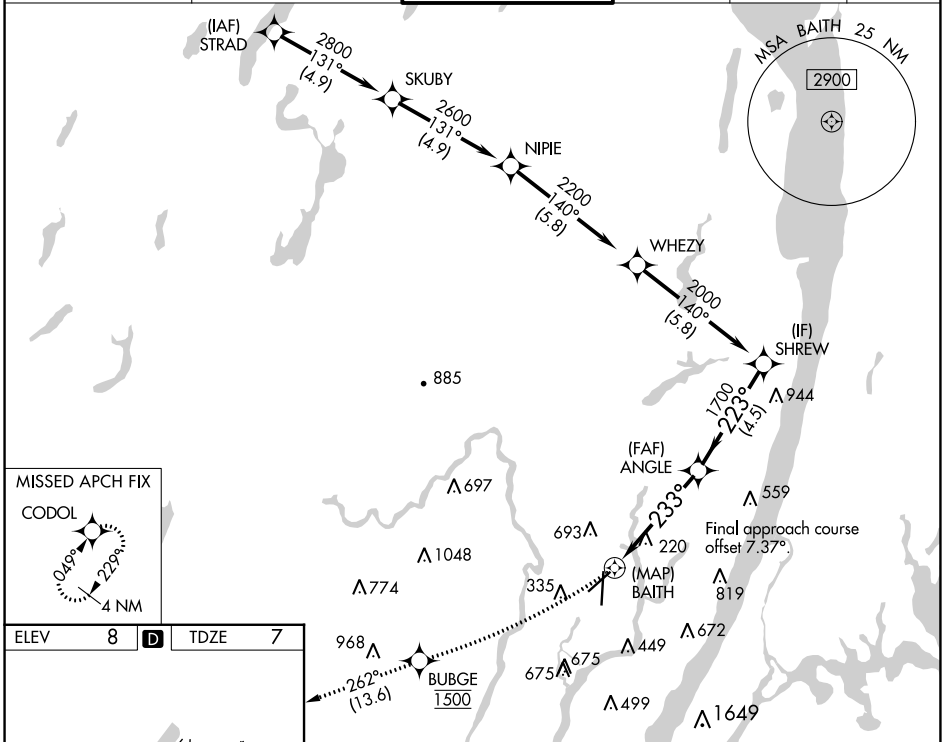 (IAF)
STRAD
2800
131°
(4.9)
SKUBY
2600
131°
(4.9)
NIPIE
2200
140°
(5.8)
WHEZY
2000
140°
(5.8)
(IF)
SHREW
MSA BAITH 25 NM
2900
944
1700
223°
(4.5)
885
(FAF)
ANGLE
233°
697
559
693
220
Final approach course
offset 7.37°.
1048
(MAP)
BAITH
774
335
819
MISSED APCH FIX
CODOL
049°
229°
4 NM
672
968
449
675
675
BUBGE
1500
262°
(13.6)
499
1649
ELEV 8 D TDZE 7